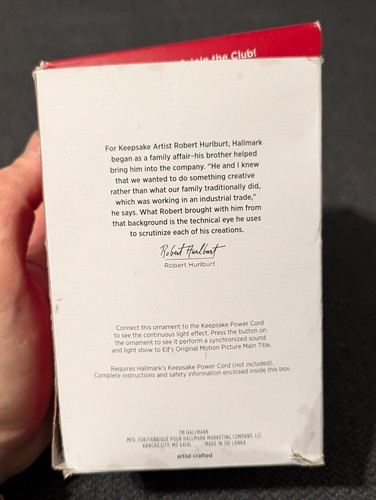 Join the Club!
For Keepsake Artist Robert Hurlburt, Hallmark
began as a family affair–his brother helped
bring him into the company. "He and I knew
that we wanted to do something creative
rather than what our family traditionally did,
which was working in an industrial trade,"
he says. What Robert brought with him from
that background is the technical eye he uses
to scrutinize each of his creations.
Robert Hurlburt
Robert Hurlburt
Connect this ornament to the Keepsake Power Cord
to see the continuous light effect. Press the button on
the ornament to see it perform a synchronized sound
and light show to Ed's Original Motion Picture Main Title.
Requires Hallmark's Keepsake Power Cord (not included).
Complete instructions and safety information enclosed inside this box.
TM HALLMARK
MFD. FOR/FABRIQUÉ POUR HALLMARK MARKETING COMPANY, LLC
KANSAS CITY, MO 64141 MADE IN SRI LANKA
artist crafted